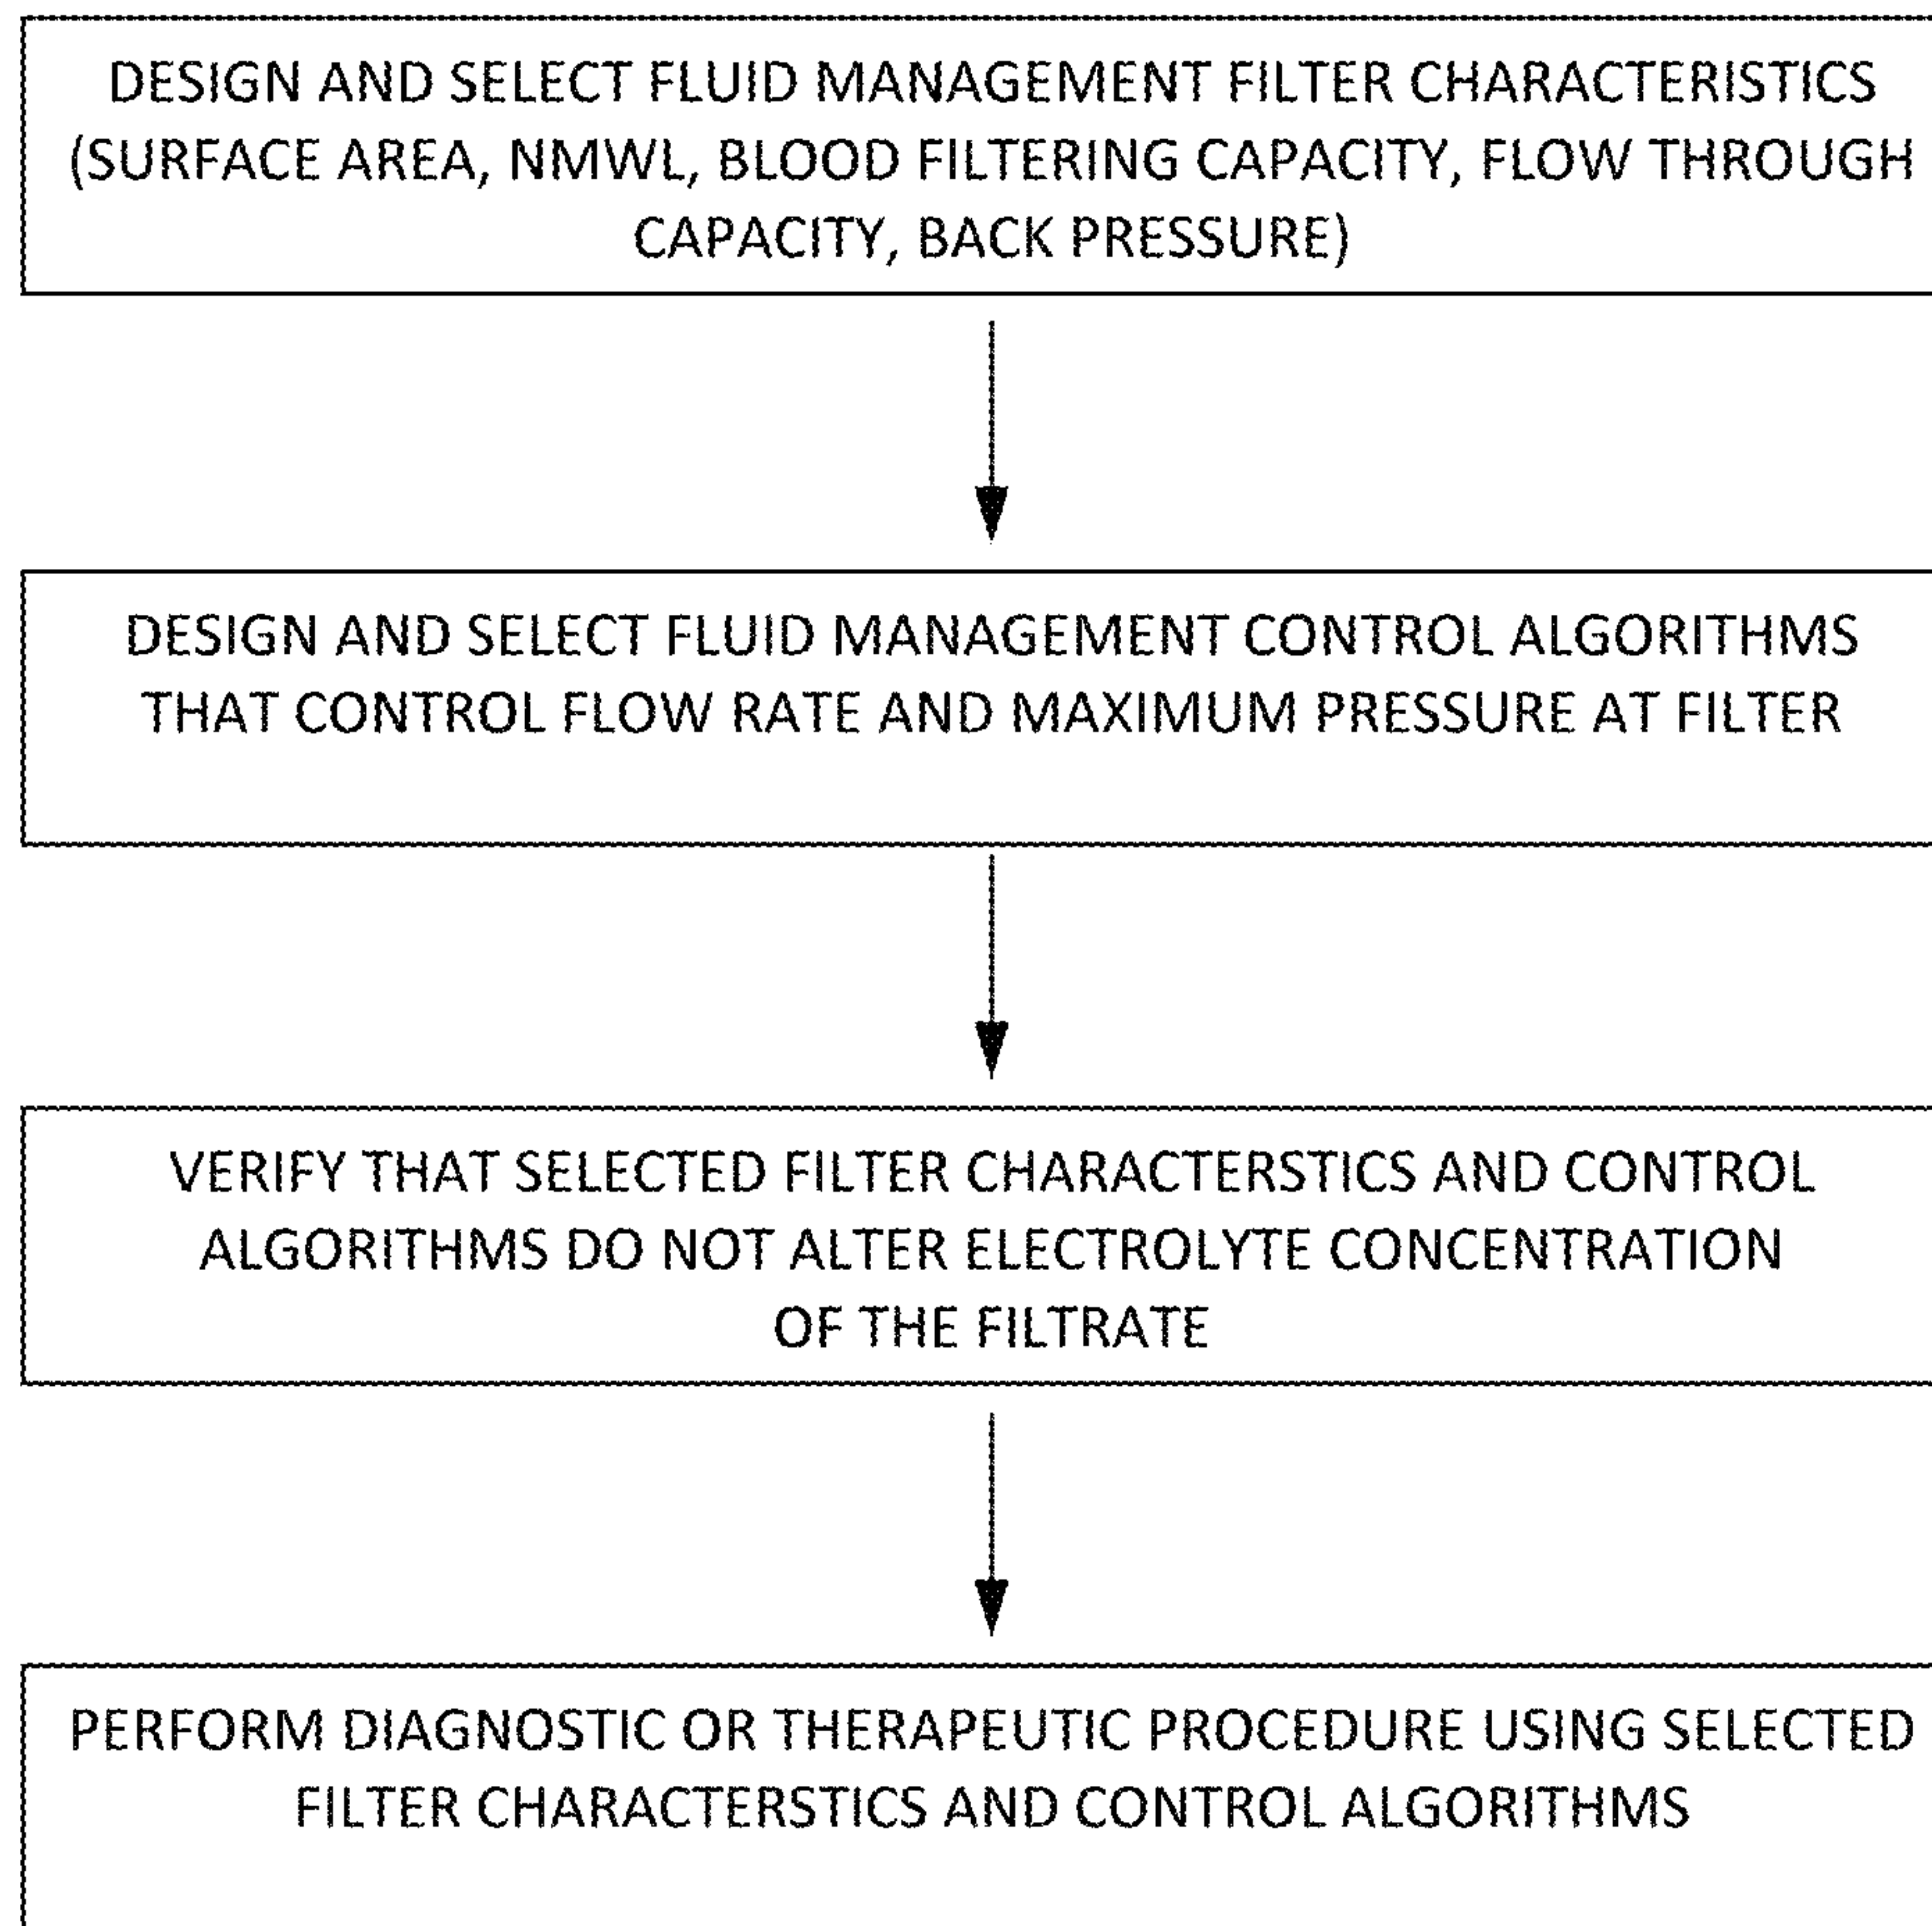 DESIGN AND SELECT FLUID MANAGEMENT FILTER CHARACTERISTICS
(SURFACE AREA, NMWL, BLOOD FILTERING CAPACITY, FLOW THROUGH
CAPACITY, BACK PRESSURE)
DESIGN AND SELECT FLUID MANAGEMENT CONTROL ALGORITHMS
THAT CONTROL FLOW RATE AND MAXIMUM PRESSURE AT FILTER
VERIFY THAT SELECTED FILTER CHARACTERSTICS AND CONTROL
ALGORITHMS DO NOT ALTER ELECTROLYTE CONCENTRATION
OF THE FILTRATE
PERFORM DIAGNOSTIC OR THERAPEUTIC PROCEDURE USING SELECTED
FILTER CHARACTERSTICS AND CONTROL ALGORITHMS